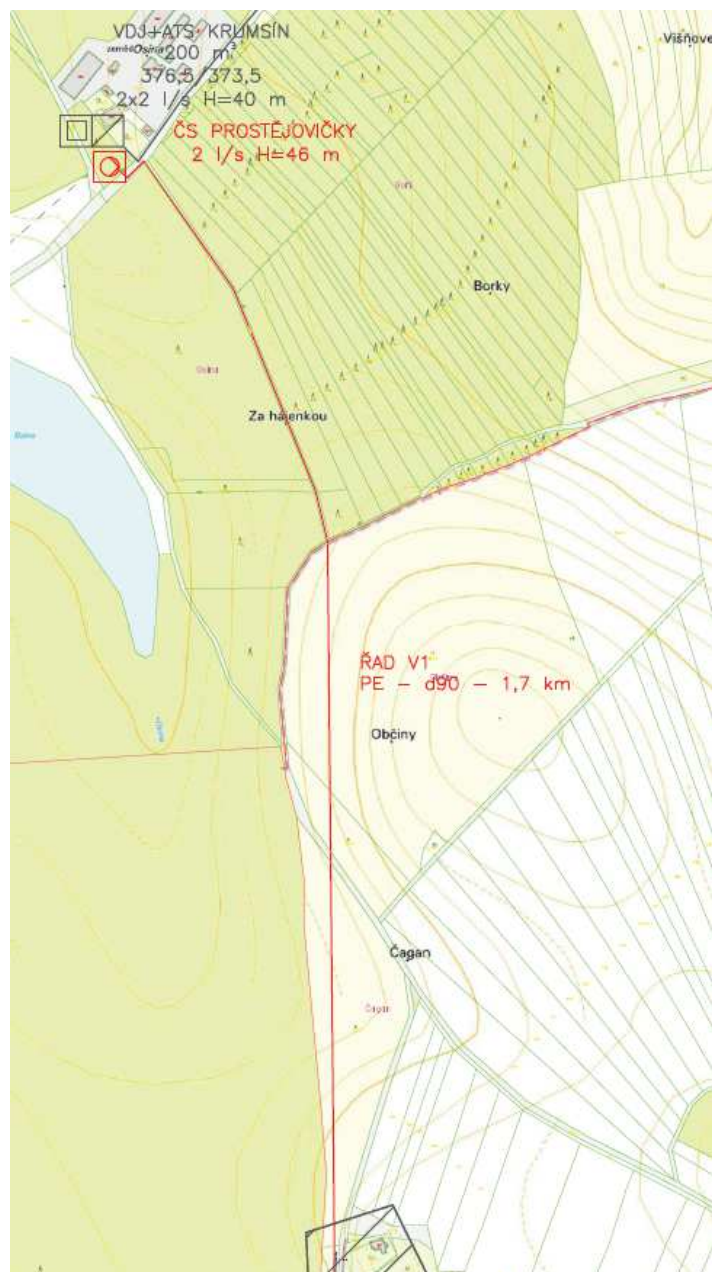 VDJ+ATS KRUMSÍN
200 m³
376,5/373,5
2x2 l/s H=40 m
ČS PROSTĚJOVIČKY
2 l/s H=46 m
Višňove
Borky
Za hájenkou
ŘAD V1
PE – d90 – 1,7 km
Občiny
Čagan
Čagan